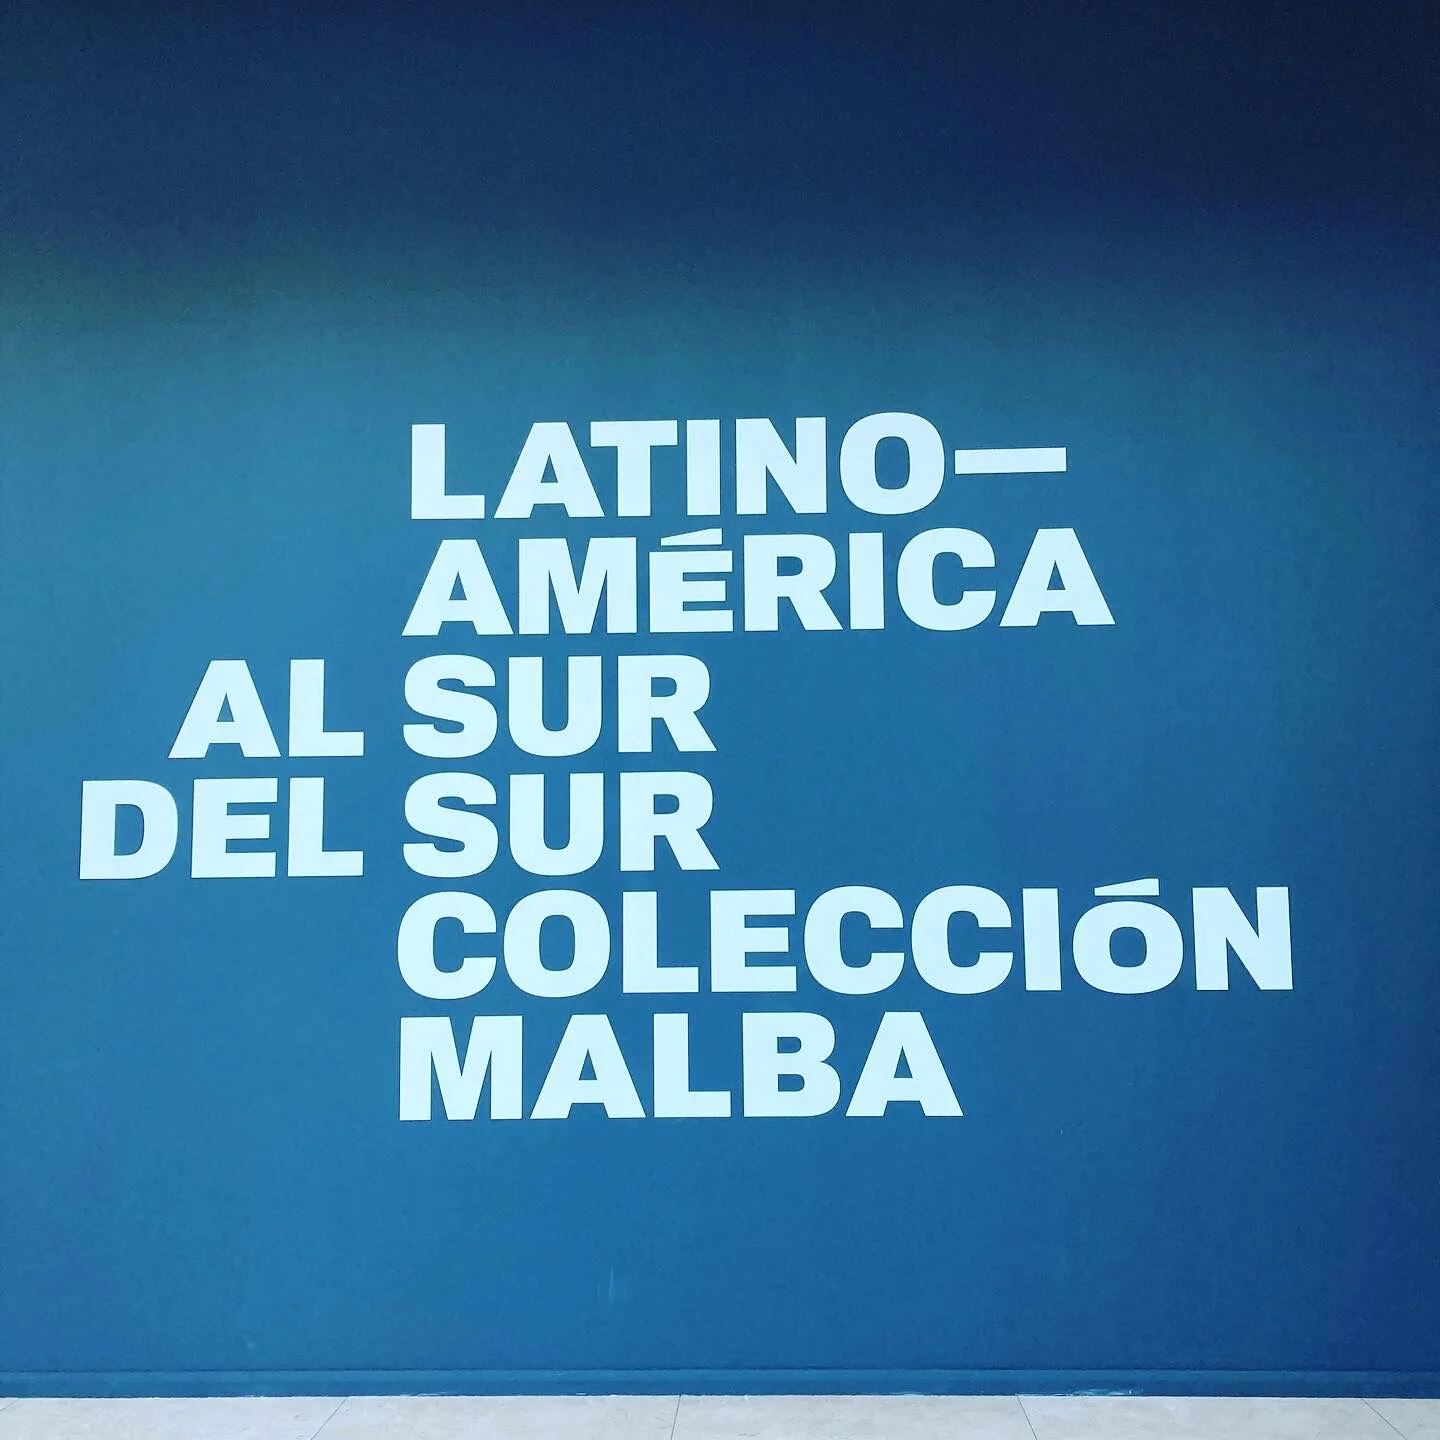 LATINO—
AMÉRICA
AL SUR
DEL SUR
COLECCIÓN
MALBA